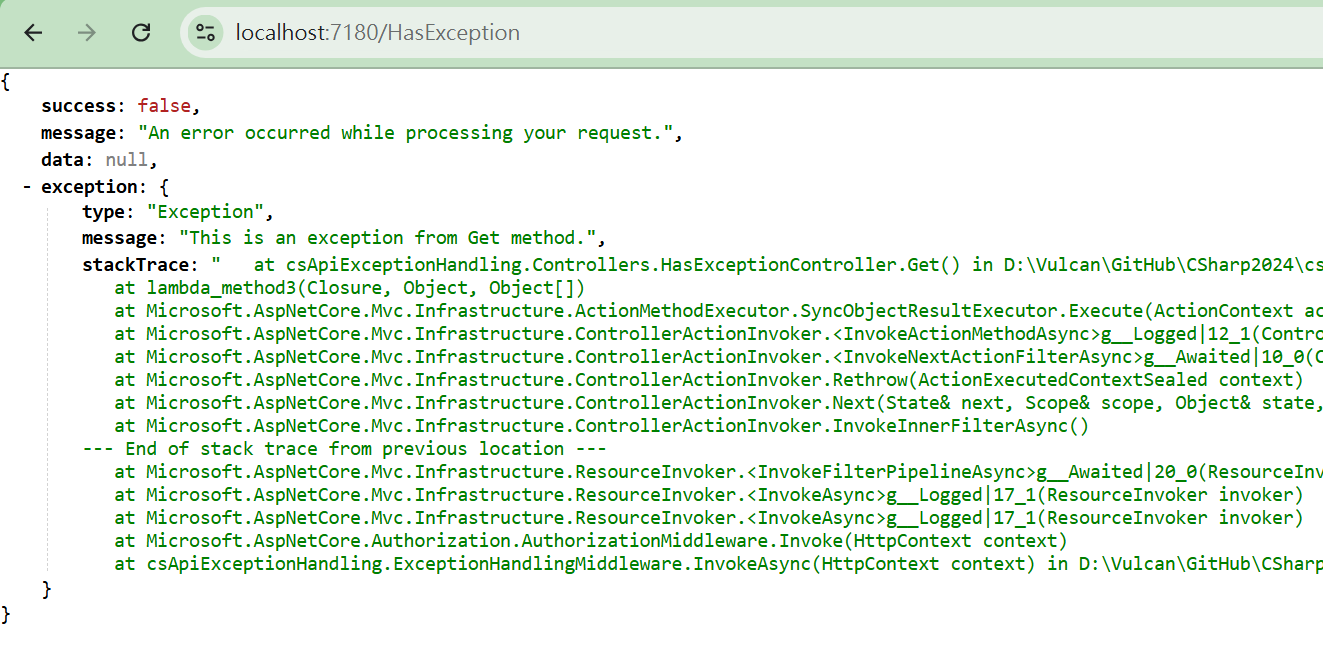 localhost:7180/HasException
{
success: false,
message: "An error occurred while processing your request.",
data: null,
- exception: {
type: "Exception",
message: "This is an exception from Get method.",
stackTrace: "   at csApiExceptionHandling.Controllers.HasExceptionController.Get() in D:\Vulcan\GitHub\CSharp2024\cs
at lambda_method3(Closure, Object, Object[])
at Microsoft.AspNetCore.Mvc.Infrastructure.ActionMethodExecutor.SyncObjectResultExecutor.Execute(ActionContext ac
at Microsoft.AspNetCore.Mvc.Infrastructure.ControllerActionInvoker.<InvokeActionMethodAsync>g__Logged|12_1(Contro
at Microsoft.AspNetCore.Mvc.Infrastructure.ControllerActionInvoker.<InvokeNextActionFilterAsync>g__Awaited|10_0(C
at Microsoft.AspNetCore.Mvc.Infrastructure.ControllerActionInvoker.Rethrow(ActionExecutedContextSealed context)
at Microsoft.AspNetCore.Mvc.Infrastructure.ControllerActionInvoker.Next(State& next, Scope& scope, Object& state,
at Microsoft.AspNetCore.Mvc.Infrastructure.ControllerActionInvoker.InvokeInnerFilterAsync()
--- End of stack trace from previous location ---
at Microsoft.AspNetCore.Mvc.Infrastructure.ResourceInvoker.<InvokeFilterPipelineAsync>g__Awaited|20_0(ResourceInv
at Microsoft.AspNetCore.Mvc.Infrastructure.ResourceInvoker.<InvokeAsync>g__Logged|17_1(ResourceInvoker invoker)
at Microsoft.AspNetCore.Mvc.Infrastructure.ResourceInvoker.<InvokeAsync>g__Logged|17_1(ResourceInvoker invoker)
at Microsoft.AspNetCore.Authorization.AuthorizationMiddleware.Invoke(HttpContext context)
at csApiExceptionHandling.ExceptionHandlingMiddleware.InvokeAsync(HttpContext context) in D:\Vulcan\GitHub\CSharp
}
}